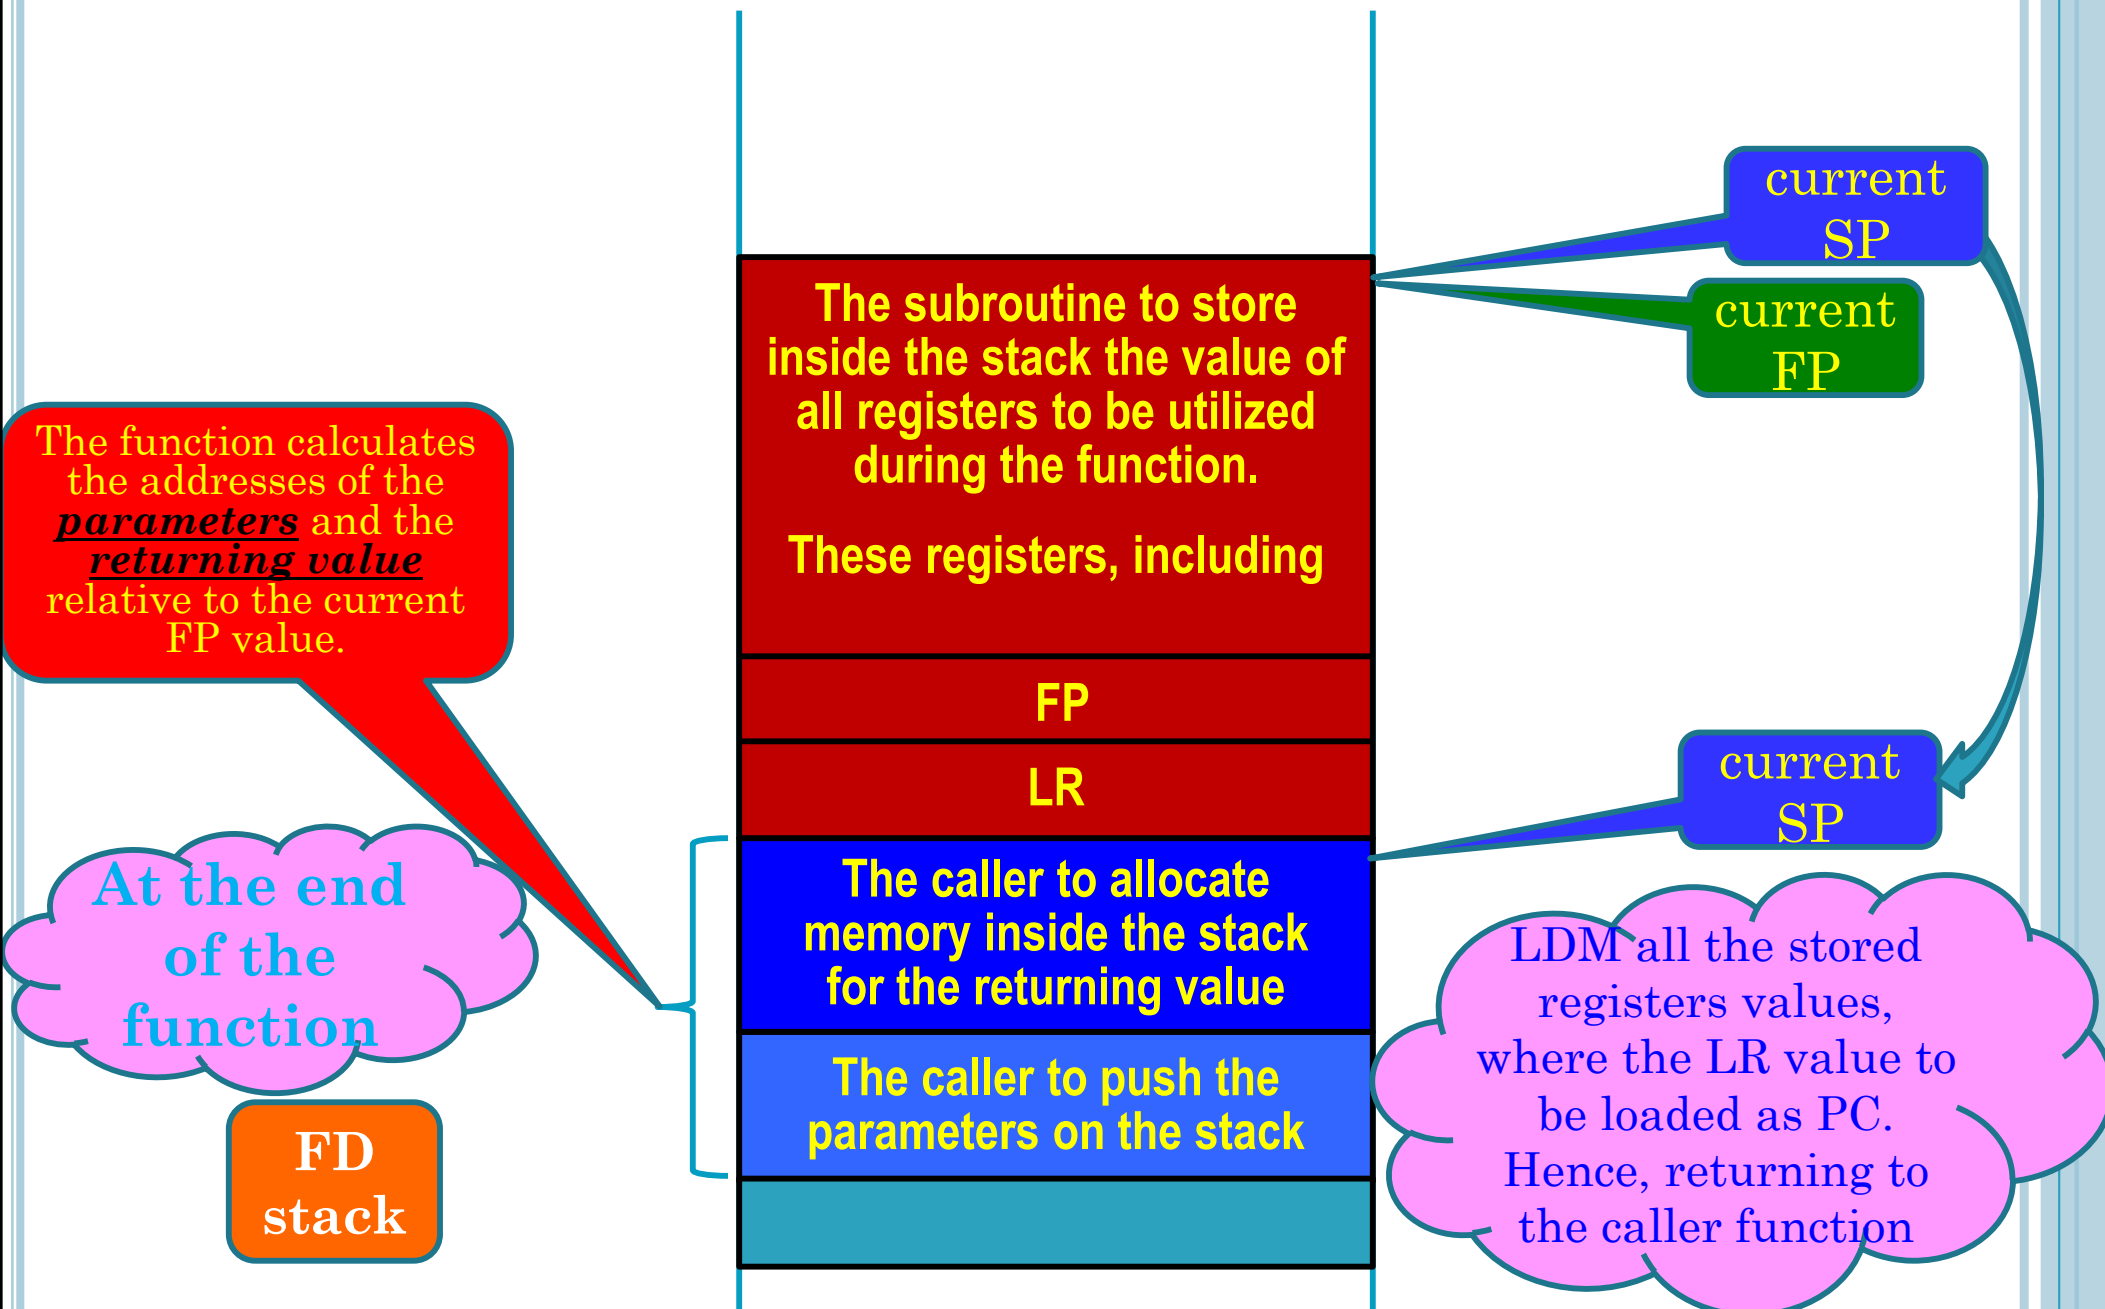 current
SP
The subroutine to store
inside the stack the value of
all registers to be utilized
during the function.
These registers, including
current
FP
The function calculates
the addresses of the
parameters and the
returning value
relative to the current
FP value.
FP
LR
current
SP
At the end
of the
function
The caller to allocate
memory inside the stack
for the returning value
The caller to push the
parameters on the stack
LDM all the stored
registers values,
where the LR value to
be loaded as PC.
Hence, returning to
the caller function
FD
stack